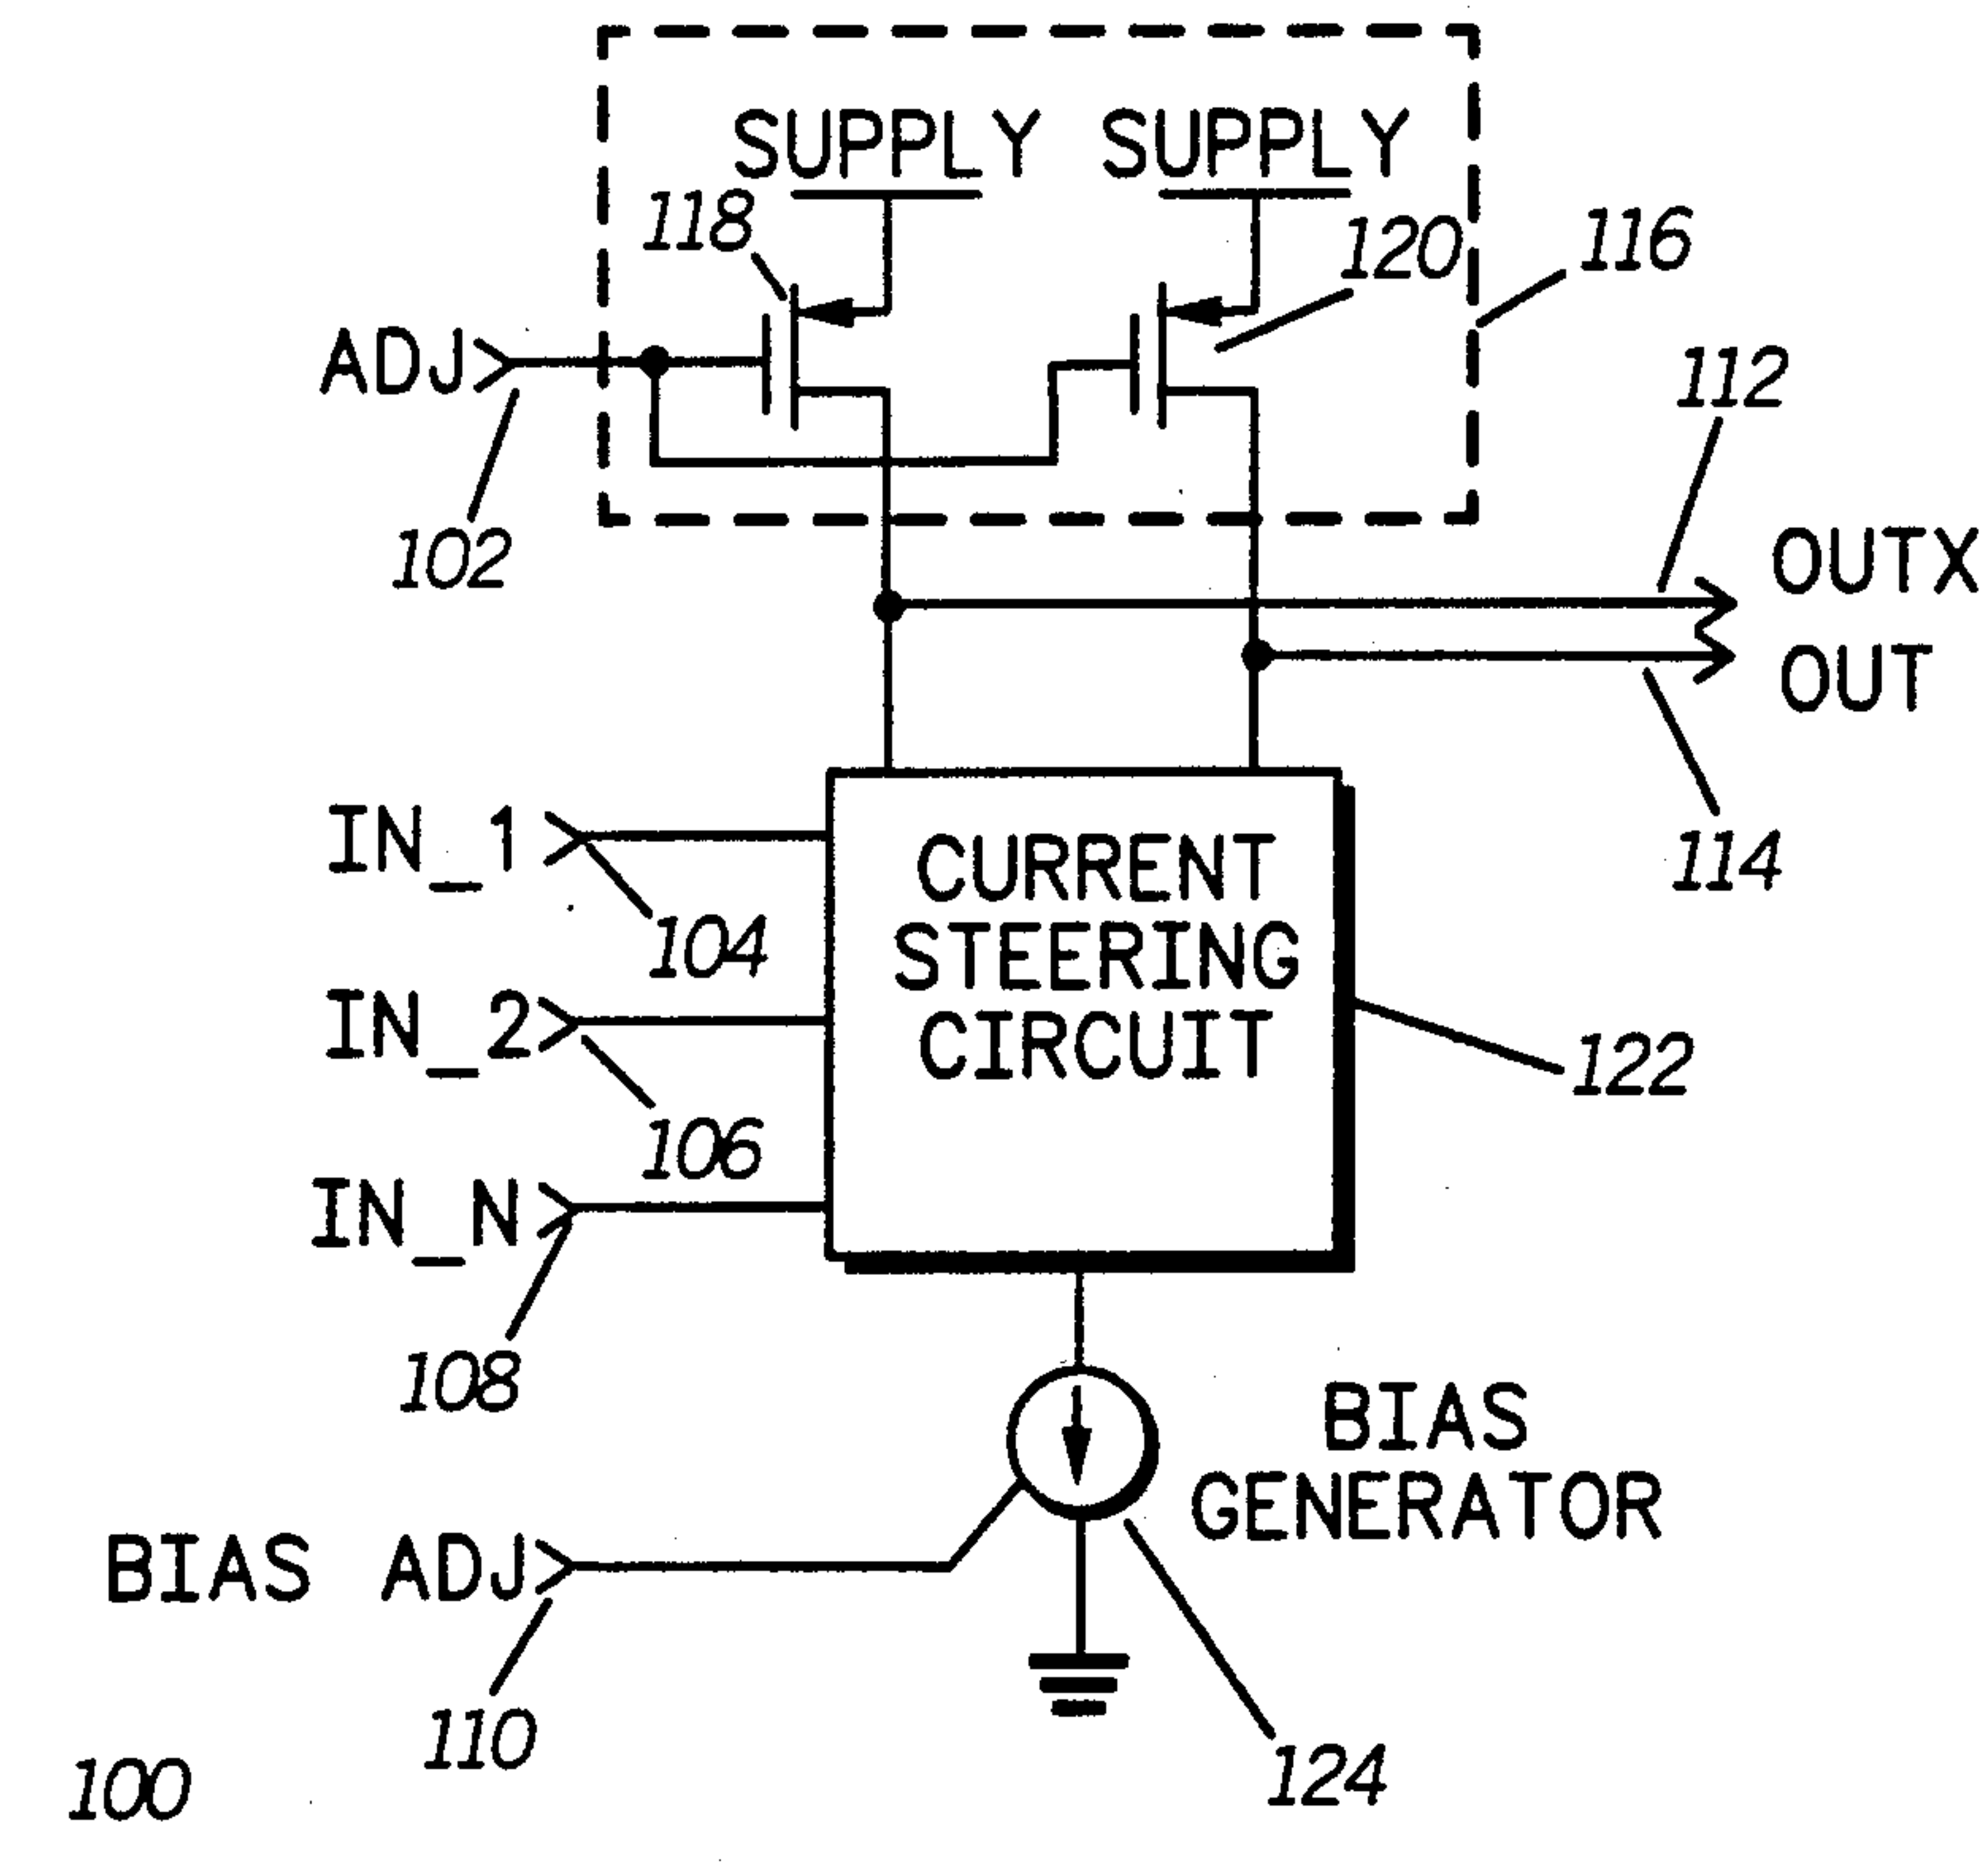 SUPPLY SUPPLY
118
120
116
ADJ
112
102
OUTX
OUT
IN_1
114
CURRENT
STEERING
CIRCUIT
104
IN_2
122
106
IN_N
108
BIAS
GENERATOR
BIAS ADJ
110
124
100